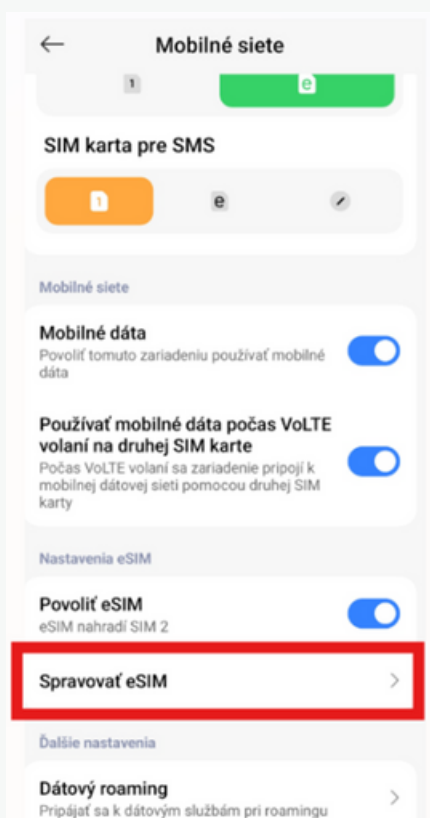 Mobilné siete
1
e
SIM karta pre SMS
1
e
Mobilné siete
Mobilné dáta
Povoliť tomuto zariadeniu používať mobilné
dáta
Používať mobilné dáta počas VoLTE
volaní na druhej SIM karte
Počas VoLTE volaní sa zariadenie pripojí k
mobilnej dátovej sieti pomocou druhej SIM
karty
Nastavenia eSIM
Povoliť eSIM
eSIM nahradí SIM 2
Spravovať eSIM
Ďalšie nastavenia
Dátový roaming
Pripájať sa k dátovým službám pri roamingu